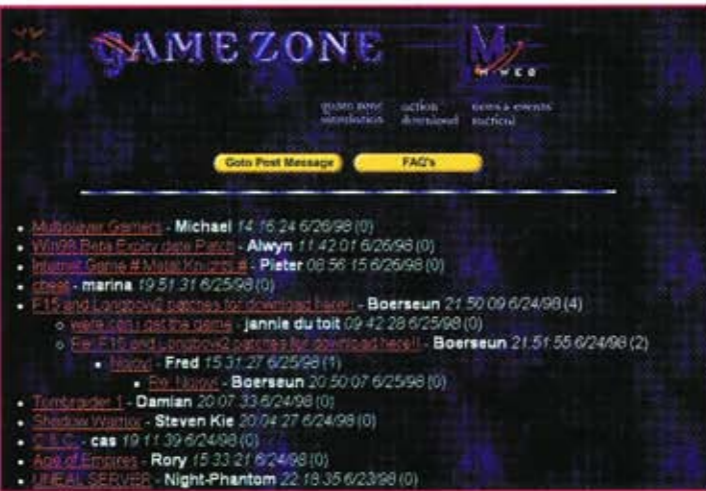 GAME ZONE
M WEB
game zone action news & events
simulation download tactical
Goto Post Message FAQ's
Multiplayer Gamers - Michael 14:16:24 6/26/98 (0)
Win98 Beta Expiry date Patch - Alwyn 11:42:01 6/26/98 (0)
Internet Game # Metal Knights # - Pieter 08:56:15 6/26/98 (0)
cheat - marina 19:51:31 6/25/98 (0)
F15 and Longbow2 patches for download here!! - Boerseun 21:50:09 6/24/98 (4)
were can i get the game - jannie du toit 09:42:28 6/25/98 (0)
Re: F15 and Longbow2 patches for download here!! - Boerseun 21:51:55 6/24/98 (2)
- Fred 15:31:27 6/25/98 (1)
Re: - Boerseun 20:50:07 6/25/98 (0)
Tombraider 1 - Damian 20:07:33 6/24/98 (0)
Shadow Warrior - Steven Kie 20:04:27 6/24/98 (0)
C & C - cas 19:11:39 6/24/98 (0)
Age of Empires - Rory 15:33:21 6/24/98 (0)
UNEAL SERVER - Night-Phantom 22:18:35 6/23/98 (0)